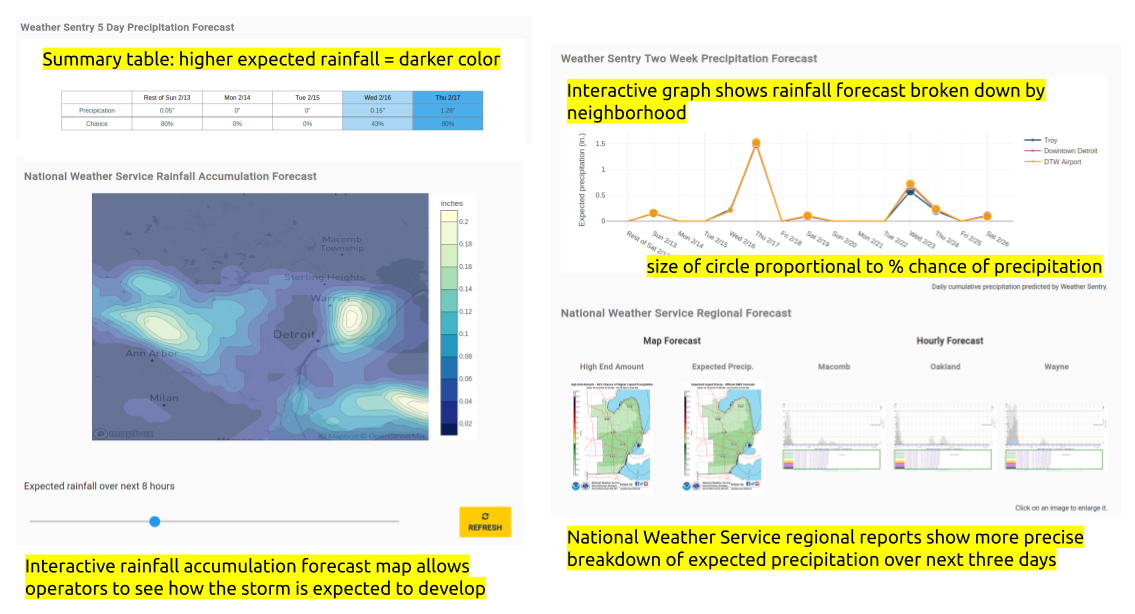 Weather Sentry 5 Day Precipitation Forecast
Summary table: higher expected rainfall = darker color
Rest of Sun 2/13 Mon 2/14 Tue 2/15 Wed 2/16 Thu 2/17
Precipication 0.05" 0" 0" 0.15" 1.28"
Chance 80% 0% 0% 43% 80%
National Weather Service Rainfall Accumulation Forecast
inches
0.2
0.18
0.16
0.14
0.12
0.1
0.08
0.06
0.04
0.02
Macomb
Township
Sterling Heights
Warren
Detroit
Ann Arbor
Milan
mapbox
© Mapbox © OpenStreetMap
Expected rainfall over next 8 hours
REFRESH
Interactive rainfall accumulation forecast map allows
operators to see how the storm is expected to develop
Weather Sentry Two Week Precipitation Forecast
Interactive graph shows rainfall forecast broken down by
neighborhood
Expected precipitation (in.)
1.5
1
0.5
0
Troy
Downtown Detroit
DTW Airport
Rest of Sat
Sun 2/13
Mon 2/14
Tue 2/15
Wed 2/16
Thu 2/17
Fri 2/18
Sat 2/19
Sun 2/20
Mon 2/21
Tue 2/22
Wed 2/23
Thu 2/24
Fri 2/25
Sat 2/26
size of circle proportional to % chance of precipitation
Daily cumulative precipitation predicted by Weather Sentry.
National Weather Service Regional Forecast
Map Forecast Hourly Forecast
High End Amount Expected Precip. Macomb Oakland Wayne
Click on an image to enlarge it.
National Weather Service regional reports show more precise
breakdown of expected precipitation over next three days